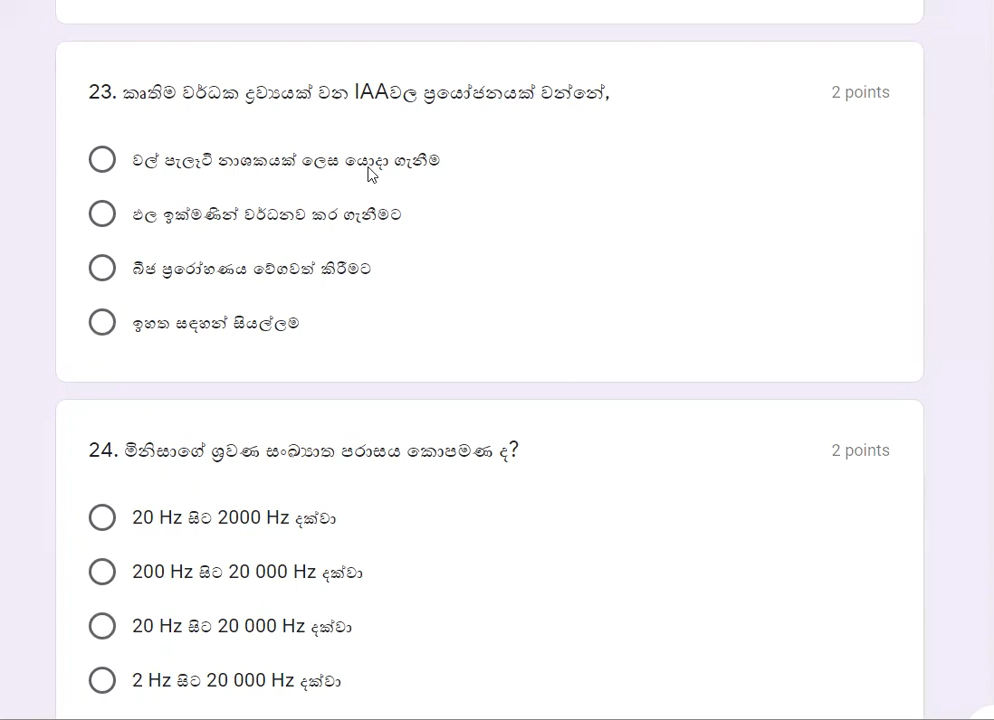 23. කෘතිම වර්ධක ද්‍රව්‍යයක් වන IAAවල ප්‍රයෝජනයක් වන්නේ,
2 points
වල් පැලෑටි නාශකයක් ලෙස යොදා ගැනීම
ඵල ඉක්මණින් වර්ධනව කර ගැනීමට
බීජ ප්‍රරෝහණය වේගවත් කිරීමට
ඉහත සඳහන් සියල්ලම
24. මිනිසාගේ ශ්‍රවණ සංඛ්‍යාත පරාසය කොපමණ ද?
2 points
20 Hz සිට 2000 Hz දක්වා
200 Hz සිට 20 000 Hz දක්වා
20 Hz සිට 20 000 Hz දක්වා
2 Hz සිට 20 000 Hz දක්වා